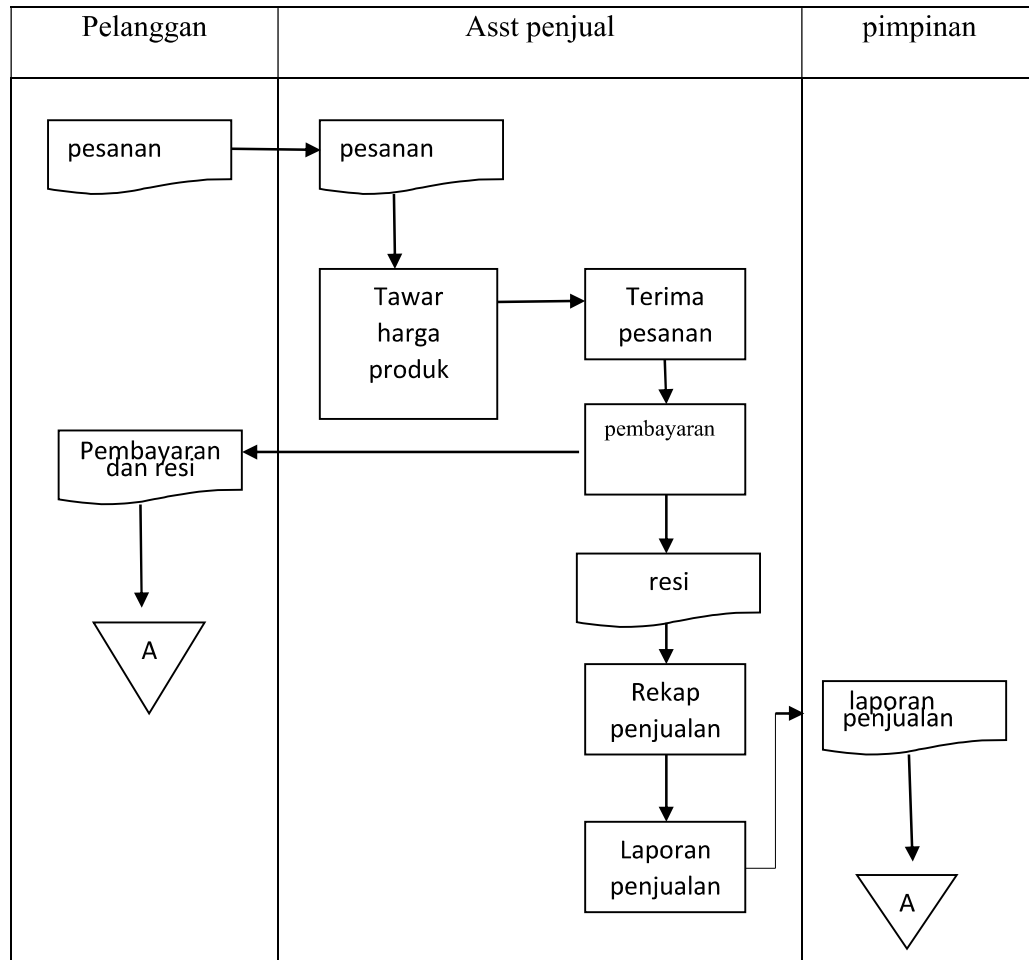 Pelanggan
Asst penjual
pimpinan
pesanan
pesanan
Tawar
harga
produk
Terima
pesanan
pembayaran
Pembayaran
dan resi
resi
A
Rekap
penjualan
laporan
penjualan
Laporan
penjualan
A